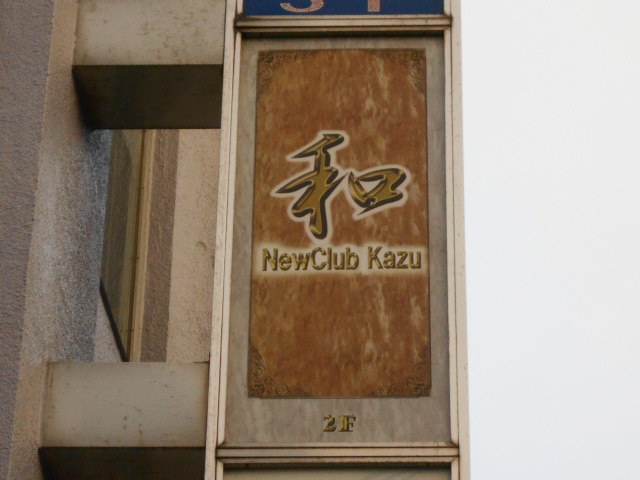 和
NewClub Kazu
2F